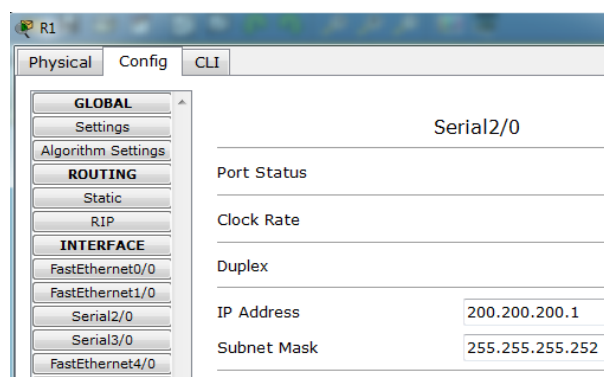 R1
Physical Config CLI
GLOBAL
Settings
Algorithm Settings
ROUTING
Static
RIP
INTERFACE
FastEthernet0/0
FastEthernet1/0
Serial2/0
Serial3/0
FastEthernet4/0
Serial2/0
Port Status
Clock Rate
Duplex
IP Address 200.200.200.1
Subnet Mask 255.255.255.252